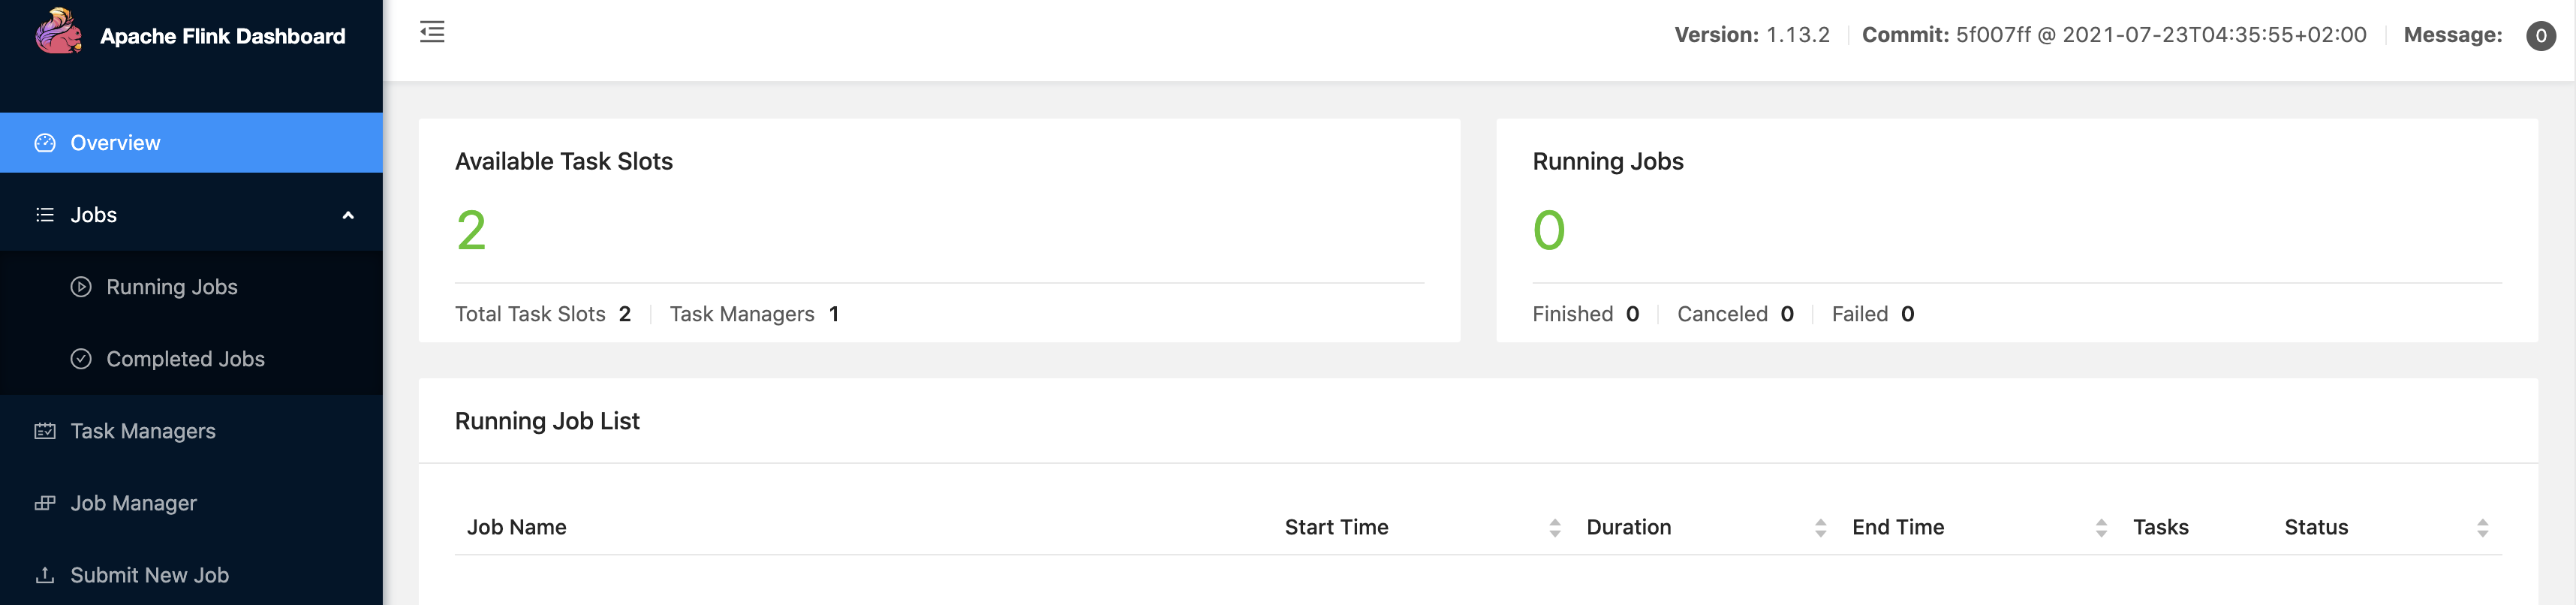 Apache Flink Dashboard
Version: 1.13.2 Commit: 5f007ff @ 2021-07-23T04:35:55+02:00 Message: 0
Overview
Jobs
Running Jobs
Completed Jobs
Task Managers
Job Manager
Submit New Job
Available Task Slots
2
Total Task Slots 2 Task Managers 1
Running Jobs
0
Finished 0 Canceled 0 Failed 0
Running Job List
Job Name Start Time Duration End Time Tasks Status